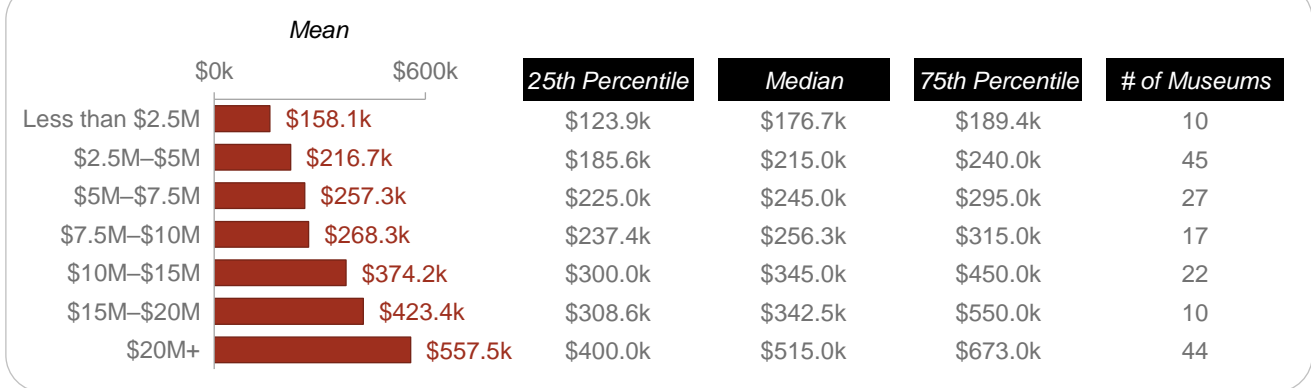 Mean
$0k $600k 25th Percentile Median 75th Percentile # of Museums
Less than $2.5M $158.1k $123.9k $176.7k $189.4k 10
$2.5M–$5M $216.7k $185.6k $215.0k $240.0k 45
$5M–$7.5M $257.3k $225.0k $245.0k $295.0k 27
$7.5M–$10M $268.3k $237.4k $256.3k $315.0k 17
$10M–$15M $374.2k $300.0k $345.0k $450.0k 22
$15M–$20M $423.4k $308.6k $342.5k $550.0k 10
$20M+ $557.5k $400.0k $515.0k $673.0k 44